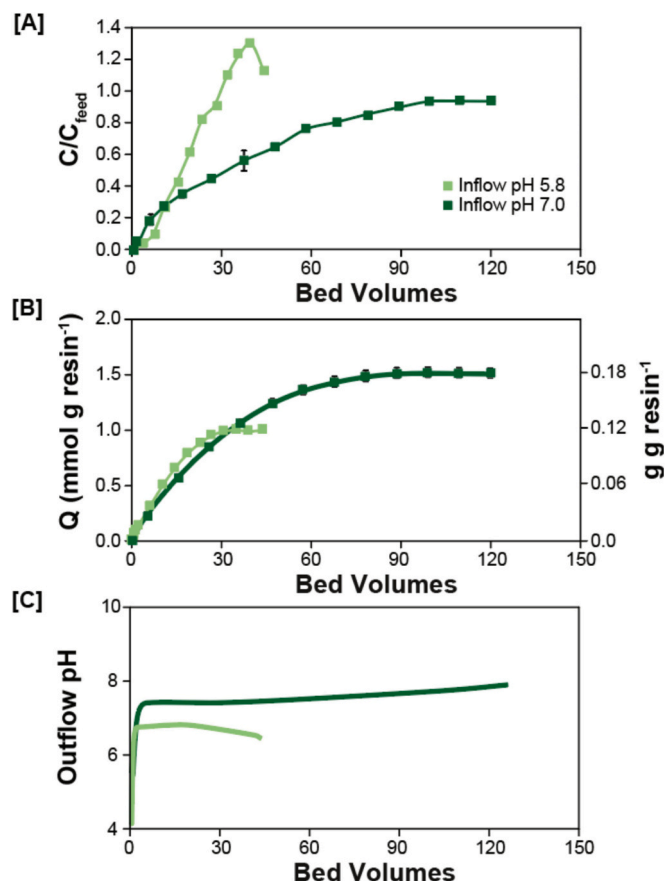 [A]
C/C_feed
1.4
1.2
1.0
0.8
0.6
0.4
0.2
0.0
Inflow pH 5.8
Inflow pH 7.0
0 30 60 90 120 150
Bed Volumes
[B]
Q (mmol g resin⁻¹)
2.0
1.5
1.0
0.5
0.0
0.18
0.12
0.06
0.0
g g resin⁻¹
0 30 60 90 120 150
Bed Volumes
[C]
Outflow pH
10
8
6
4
0 30 60 90 120 150
Bed Volumes